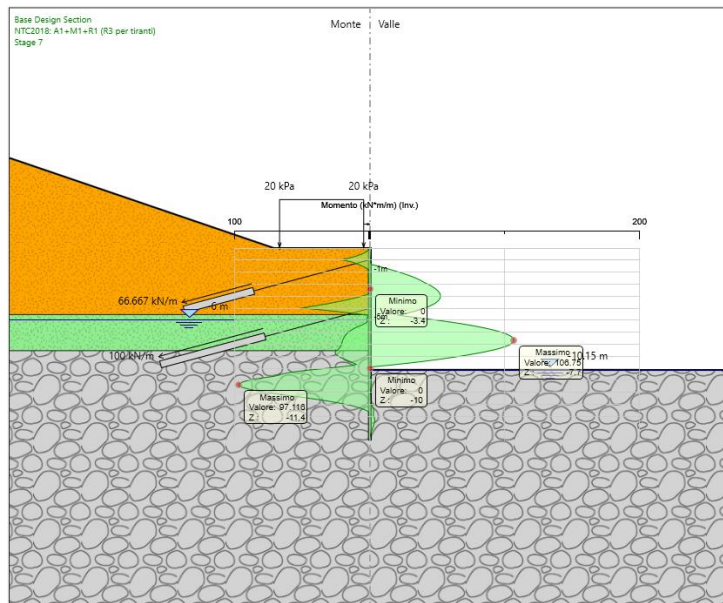 Base Design Section
NTC2018: A1+M1+R1 (R3 per tiranti)
Stage 7
Monte
Valle
20 kPa
20 kPa
Momento (kN*m/m) (Inv.)
100
200
-1m
66.667 kN/m
6 m
-5m
Minimo
Valore: 0
Z : -3.4
100 kN/m
Massimo
Valore: 106.75
Z : -7.7
10.15 m
Minimo
Valore: 0
Z : -10
Massimo
Valore: 97.116
Z : -11.4